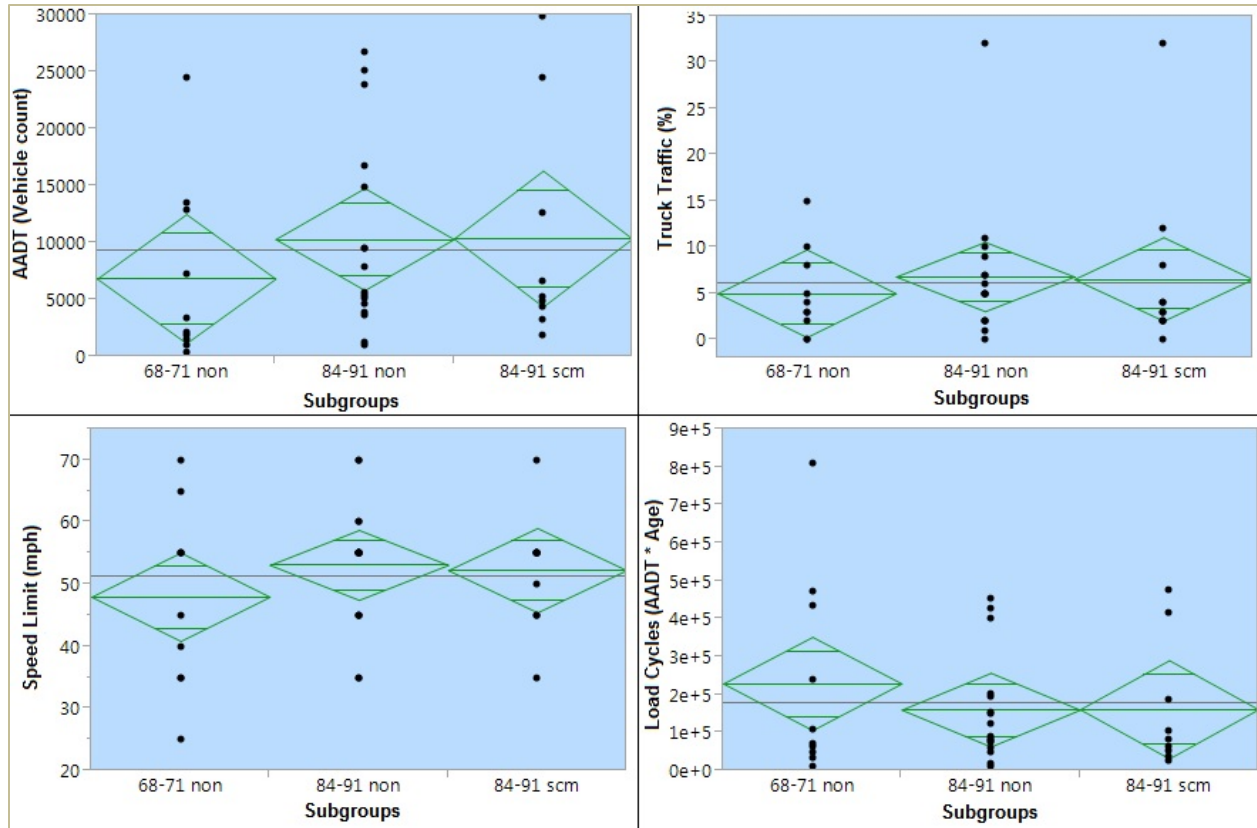 AADT (Vehicle count)
30000
25000
20000
15000
10000
5000
0
68-71 non
84-91 non
84-91 scm
Subgroups
Truck Traffic (%)
35
30
25
20
15
10
5
0
68-71 non
84-91 non
84-91 scm
Subgroups
Speed Limit (mph)
70
60
50
40
30
20
68-71 non
84-91 non
84-91 scm
Subgroups
Load Cycles (AADT * Age)
9e+5
8e+5
7e+5
6e+5
5e+5
4e+5
3e+5
2e+5
1e+5
0e+0
68-71 non
84-91 non
84-91 scm
Subgroups